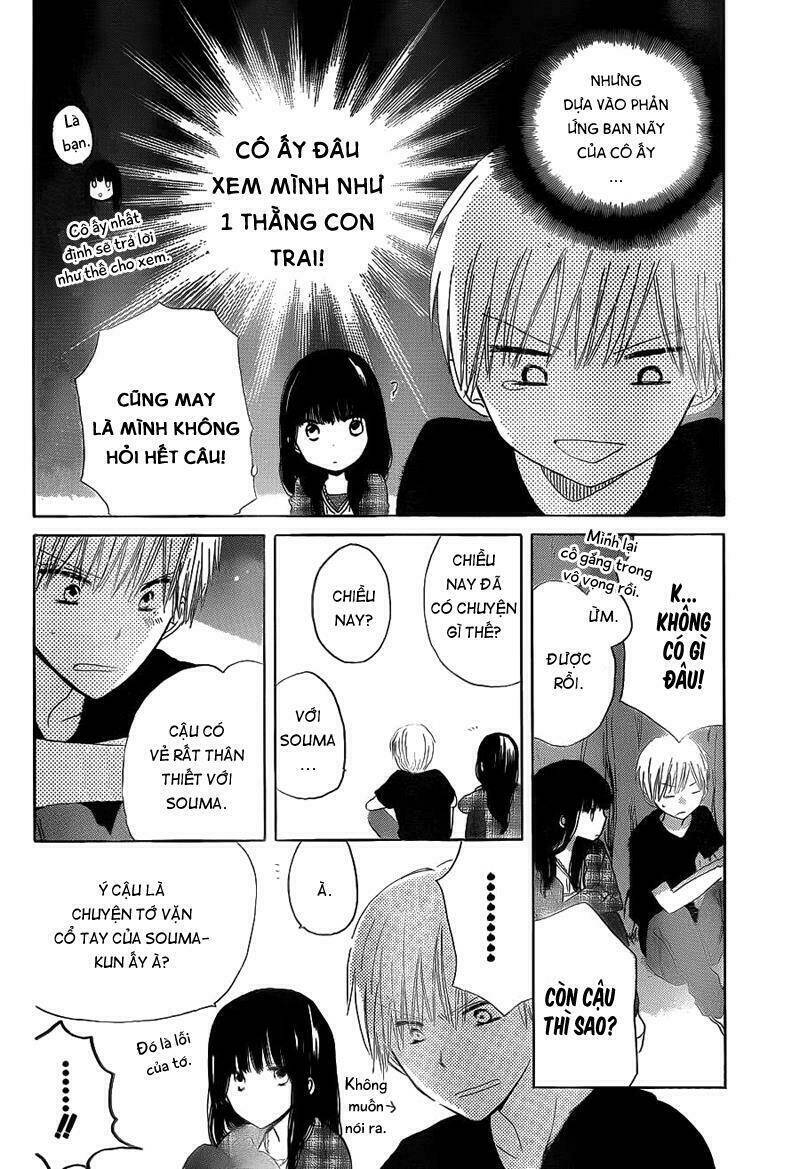 NHƯNG
DỰA VÀO PHẢN
ỨNG BAN NÃY
CỦA CÔ ẤY
...
CÔ ẤY ĐÂU
XEM MÌNH NHƯ
1 THẰNG CON
TRAI!
Là
bạn.
Cô ấy nhất
định sẽ trả lời
như thế cho xem.
?
CŨNG MAY
LÀ MÌNH KHÔNG
HỎI HẾT CÂU!
K...
KHÔNG
CÓ GÌ
ĐÂU!
Mình lại
cố gắng trong
vô vọng rồi.
ỪM.
ĐƯỢC
RỒI.
CÒN CẬU
THÌ SAO?
CHIỀU
NAY ĐÃ
CÓ CHUYỆN
GÌ THẾ?
CHIỀU
NAY?
VỚI
SOUMA
...
CẬU CÓ
VẺ RẤT THÂN
THIẾT VỚI
SOUMA.
......
À.
Ý CẬU LÀ
CHUYỆN TỚ VẶN
CỔ TAY CỦA SOUMA-
KUN ẤY À?
Đó là lỗi
của tớ.
Không
muốn→
nói ra.
.....!!